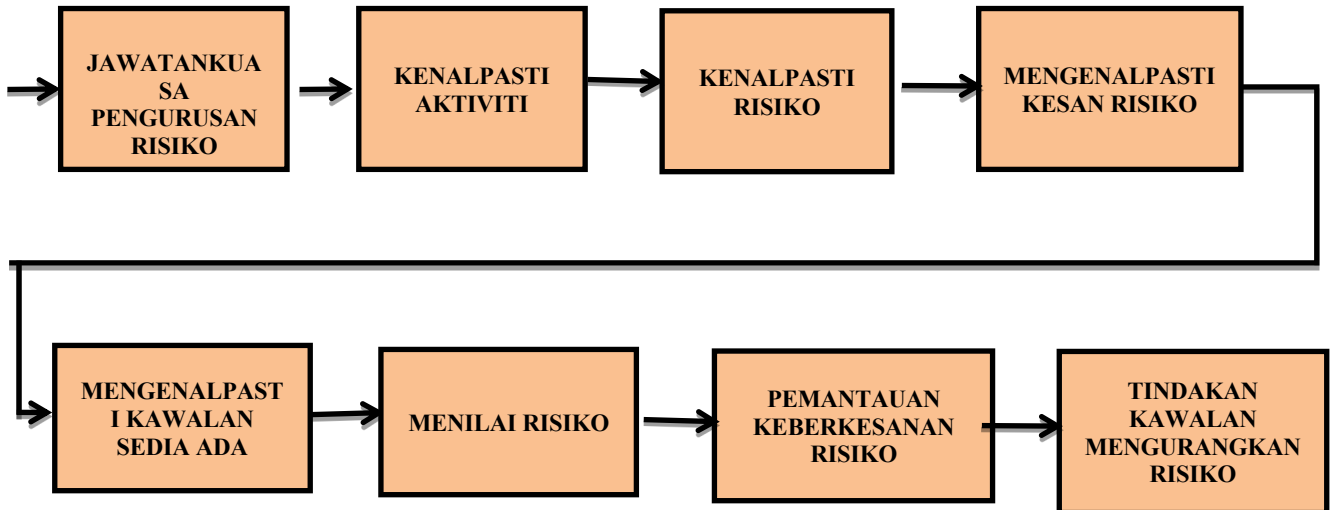 JAWATANKUA
SA
PENGURUSAN
RISIKO
KENALPASTI
AKTIVITI
KENALPASTI
RISIKO
MENGENALPASTI
KESAN RISIKO
MENGENALPAST
I KAWALAN
SEDIA ADA
MENILAI RISIKO
PEMANTAUAN
KEBERKESANAN
RISIKO
TINDAKAN
KAWALAN
MENGURANGKAN
RISIKO